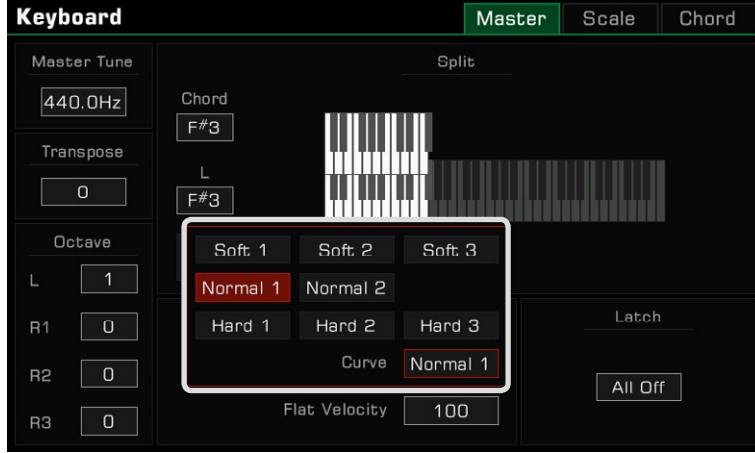 Keyboard
Master Scale Chord
Master Tune
440.0Hz
Transpose
0
Octave
L 1
R1 0
R2 0
R3 0
Split
Chord
F#3
L
F#3
Soft 1 Soft 2 Soft 3
Normal 1 Normal 2
Hard 1 Hard 2 Hard 3
Curve Normal 1
Flat Velocity 100
Latch
All Off